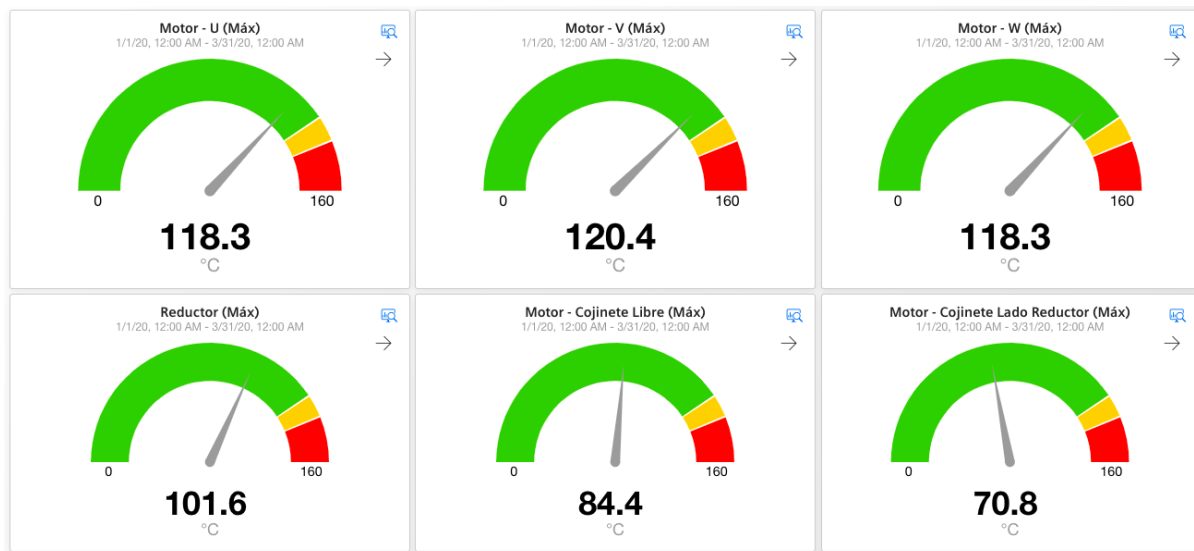 Motor - U (Máx)
1/1/20, 12:00 AM - 3/31/20, 12:00 AM
0
160
118.3
°C
Motor - V (Máx)
1/1/20, 12:00 AM - 3/31/20, 12:00 AM
0
160
120.4
°C
Motor - W (Máx)
1/1/20, 12:00 AM - 3/31/20, 12:00 AM
0
160
118.3
°C
Reductor (Máx)
1/1/20, 12:00 AM - 3/31/20, 12:00 AM
0
160
101.6
°C
Motor - Cojinete Libre (Máx)
1/1/20, 12:00 AM - 3/31/20, 12:00 AM
0
160
84.4
°C
Motor - Cojinete Lado Reductor (Máx)
1/1/20, 12:00 AM - 3/31/20, 12:00 AM
0
160
70.8
°C